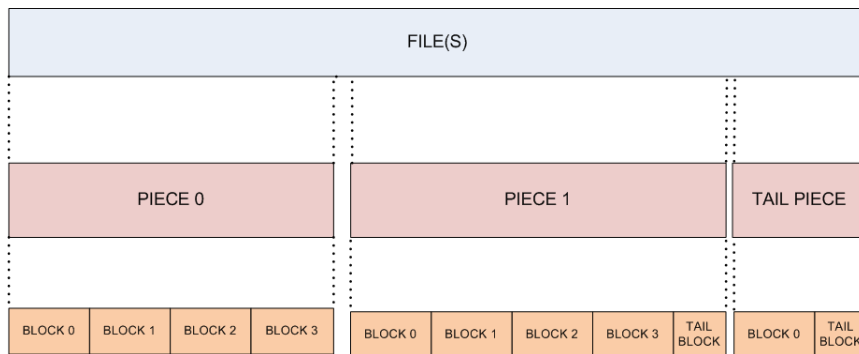 FILE(S)
PIECE 0
PIECE 1
TAIL PIECE
BLOCK 0
BLOCK 1
BLOCK 2
BLOCK 3
BLOCK 0
BLOCK 1
BLOCK 2
BLOCK 3
TAIL
BLOCK
BLOCK 0
TAIL
BLOCK